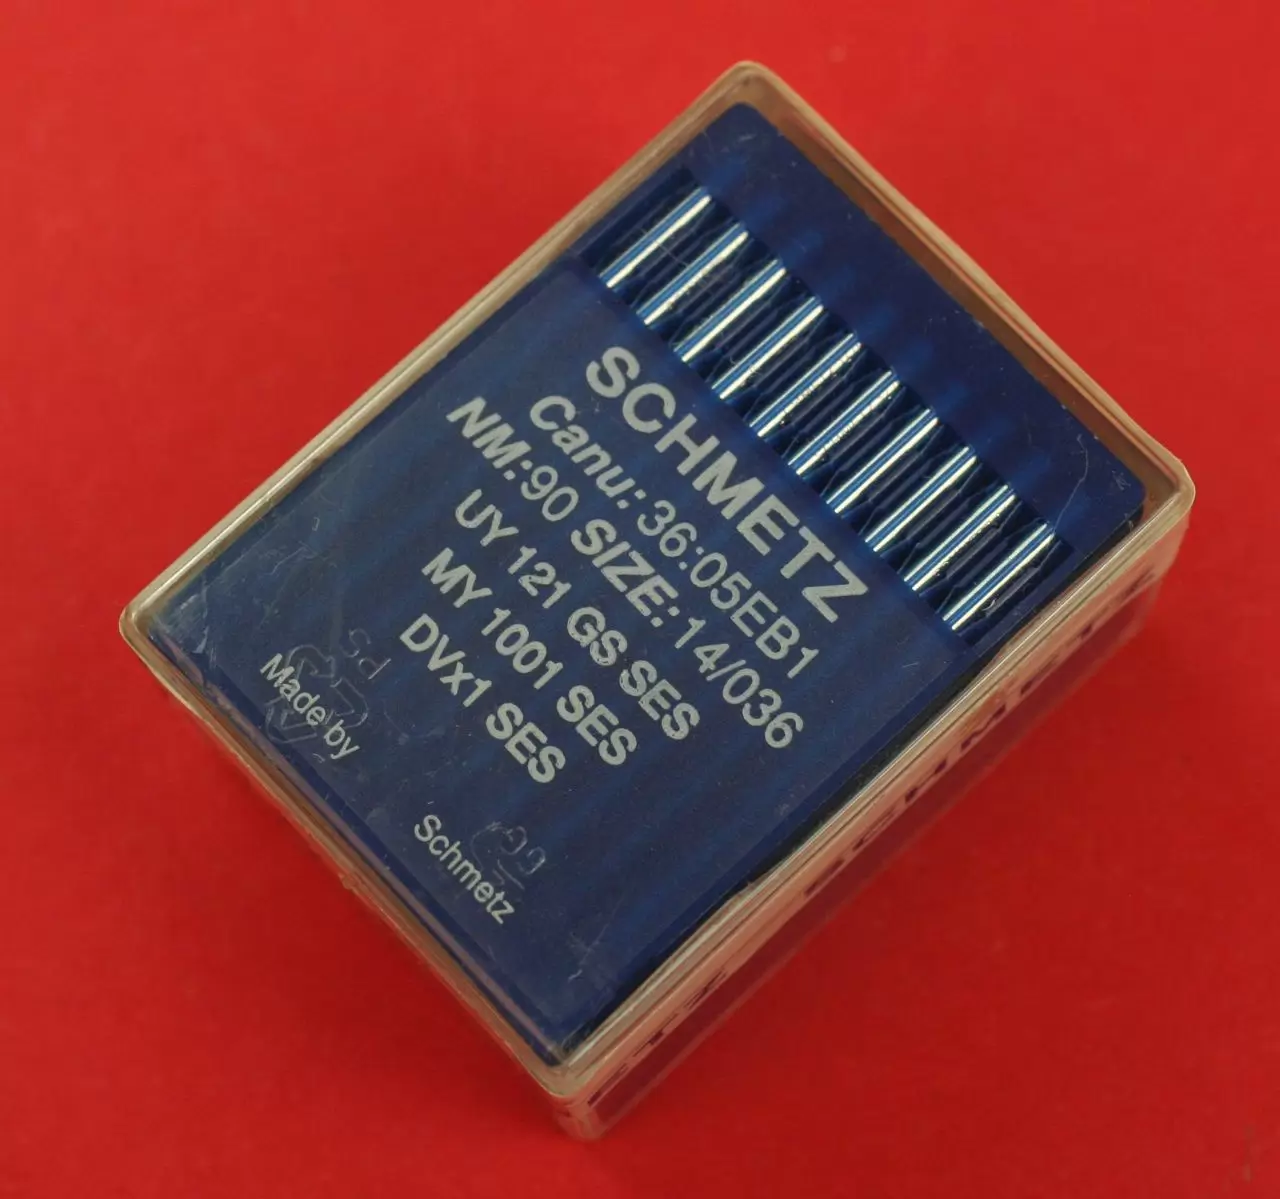 SCHMETZ
Canu: 36:05EB1
NM:90 SIZE:14/036
UY 121 GS SES
MY 1001 SES
DVx1 SES
PS
Made by
Schmetz